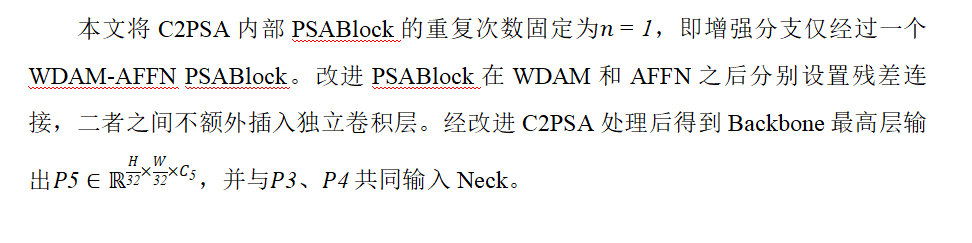 本文将 C2PSA 内部 PSABlock 的重复次数固定为n = 1，即增强分支仅经过一个
WDAM-AFFN PSABlock。改进 PSABlock 在 WDAM 和 AFFN 之后分别设置残差连
接，二者之间不额外插入独立卷积层。经改进 C2PSA 处理后得到 Backbone 最高层输
出P5 ∈ ℝ^{\frac{H}{32}×\frac{W}{32}×C_5}，并与P3、P4 共同输入 Neck。